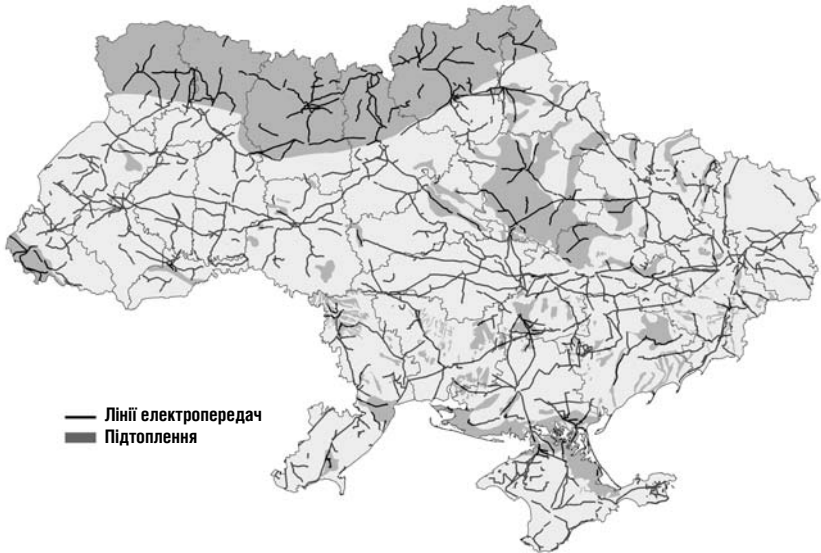 Лінії електропередач
Підтоплення